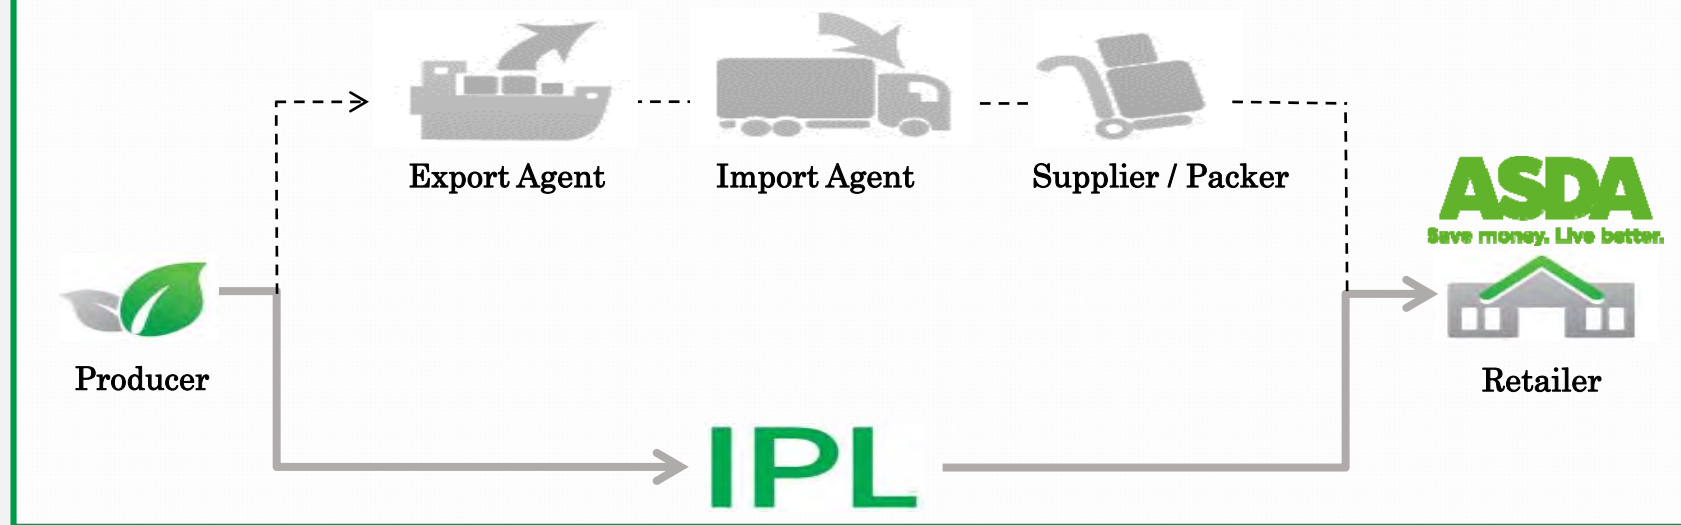 Export Agent
Import Agent
Supplier / Packer
ASDA
Save money. Live better.
Producer
Retailer
IPL